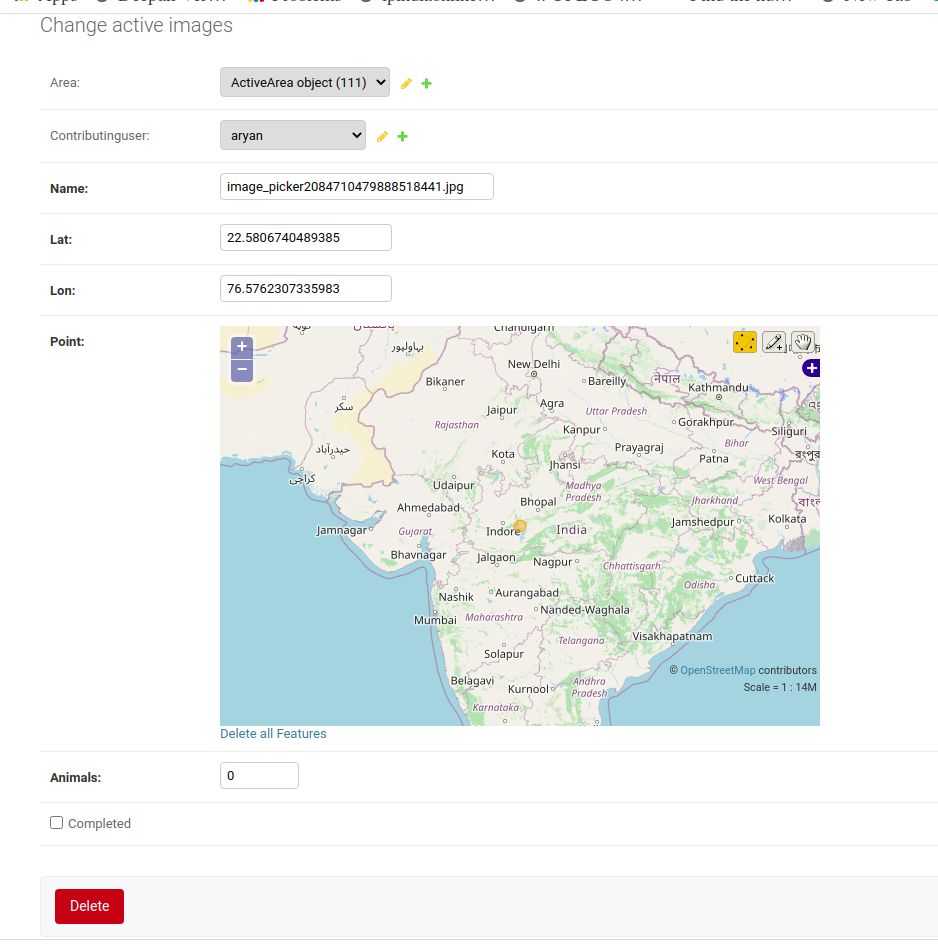 Change active images
Area:
ActiveArea object (111)
Contributinguser:
aryan
Name:
image_picker2084710479888518441.jpg
Lat:
22.5806740489385
Lon:
76.5762307335983
Point:
+
−
Chandigarh
بہاولپور
New Delhi
Bikaner
Bareilly
नेपाल
Kathmandu
سکر
Jaipur
Agra
Uttar Pradesh
Gorakhpur
Rajasthan
Kanpur
Siliguri
حیدرآباد
Kota
Prayagraj
Bihar
Jhansi
Patna
کراچی
Udaipur
Madhya
Pradesh
West Bengal
Ahmedabad
Bhopal
Jharkhand
Jamnagar
Gujarat
Indore
India
Jamshedpur
Kolkata
Bhavnagar
Jalgaon
Nagpur
Chhattisgarh
Odisha
Cuttack
Nashik
Aurangabad
Nanded-Waghala
Mumbai
Maharashtra
Telangana
Visakhapatnam
Solapur
© OpenStreetMap contributors
Belagavi
Kurnool
Andhra
Pradesh
Scale = 1 : 14M
Karnataka
Delete all Features
Animals:
0
Completed
Delete